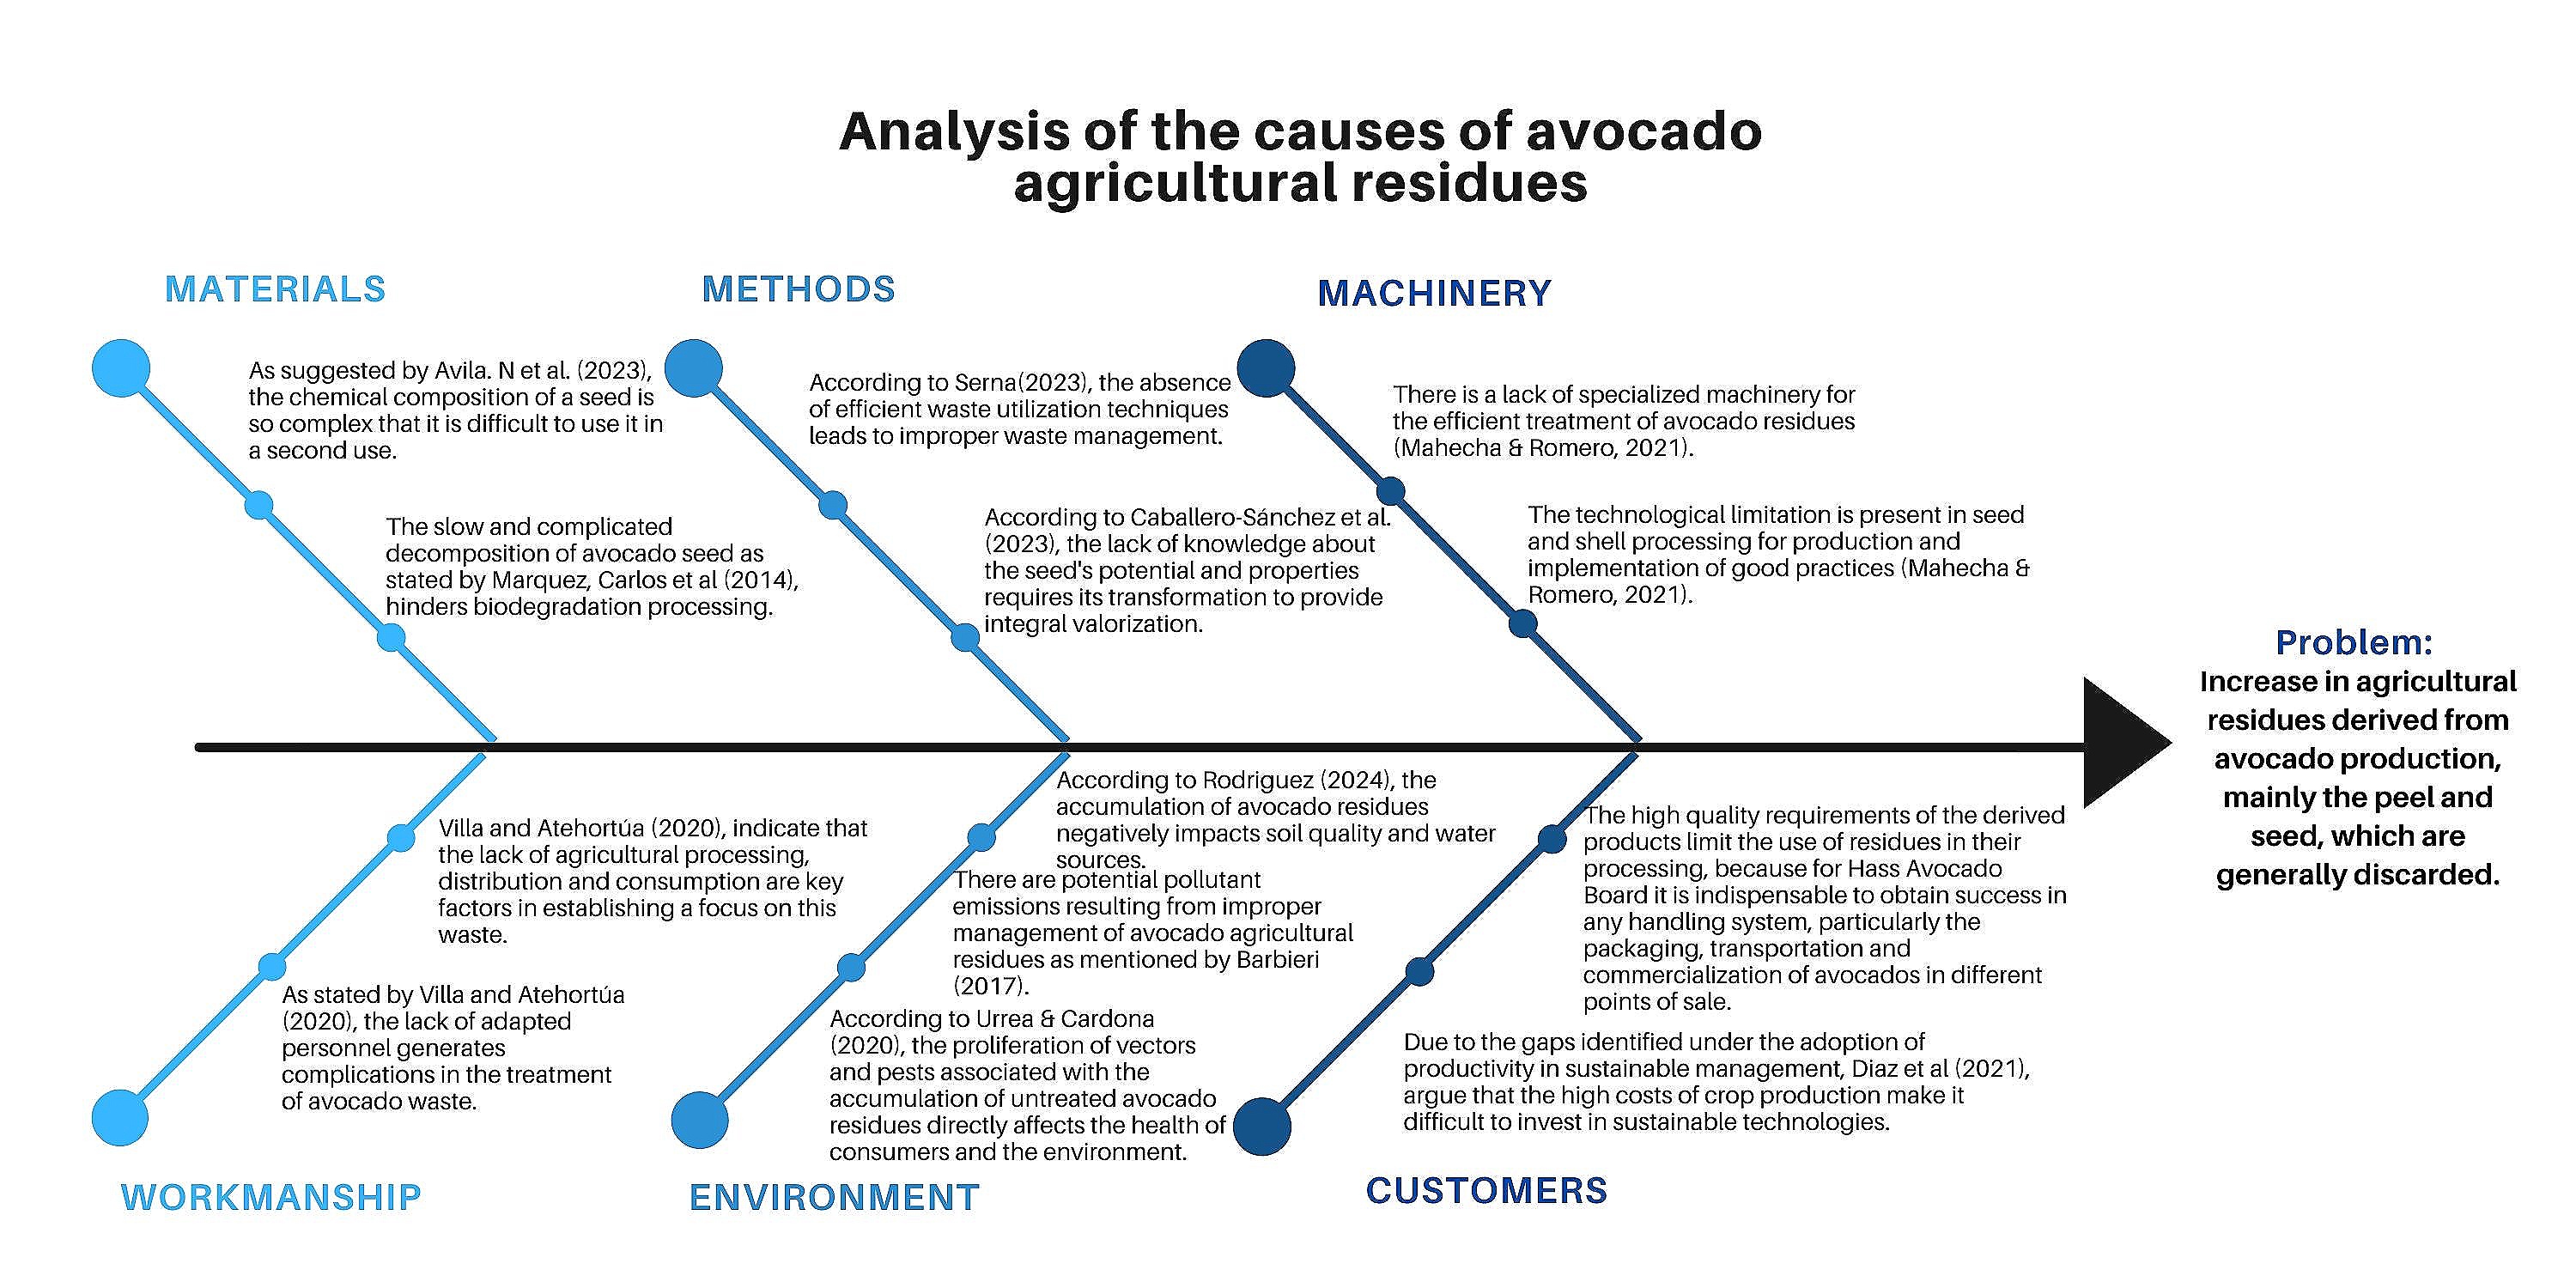 Analysis of the causes of avocado
agricultural residues
MATERIALS
As suggested by Avila. N et al. (2023),
the chemical composition of a seed is
so complex that it is difficult to use it in
a second use.
The slow and complicated
decomposition of avocado seed as
stated by Marquez, Carlos et al (2014),
hinders biodegradation processing.
METHODS
According to Serna(2023), the absence
of efficient waste utilization techniques
leads to improper waste management.
According to Caballero-Sánchez et al.
(2023), the lack of knowledge about
the seed's potential and properties
requires its transformation to provide
integral valorization.
MACHINERY
There is a lack of specialized machinery for
the efficient treatment of avocado residues
(Mahecha & Romero, 2021).
The technological limitation is present in seed
and shell processing for production and
implementation of good practices (Mahecha &
Romero, 2021).
Problem:
Increase in agricultural
residues derived from
avocado production,
mainly the peel and
seed, which are
generally discarded.
Villa and Atehortúa (2020), indicate that
the lack of agricultural processing,
distribution and consumption are key
factors in establishing a focus on this
waste.
As stated by Villa and Atehortúa
(2020), the lack of adapted
personnel generates
complications in the treatment
of avocado waste.
WORKMANSHIP
According to Rodriguez (2024), the
accumulation of avocado residues
negatively impacts soil quality and water
sources.
There are potential pollutant
emissions resulting from improper
management of avocado agricultural
residues as mentioned by Barbieri
(2017).
According to Urrea & Cardona
(2020), the proliferation of vectors
and pests associated with the
accumulation of untreated avocado
residues directly affects the health of
consumers and the environment.
ENVIRONMENT
The high quality requirements of the derived
products limit the use of residues in their
processing, because for Hass Avocado
Board it is indispensable to obtain success in
any handling system, particularly the
packaging, transportation and
commercialization of avocados in different
points of sale.
Due to the gaps identified under the adoption of
productivity in sustainable management, Diaz et al (2021),
argue that the high costs of crop production make it
difficult to invest in sustainable technologies.
CUSTOMERS